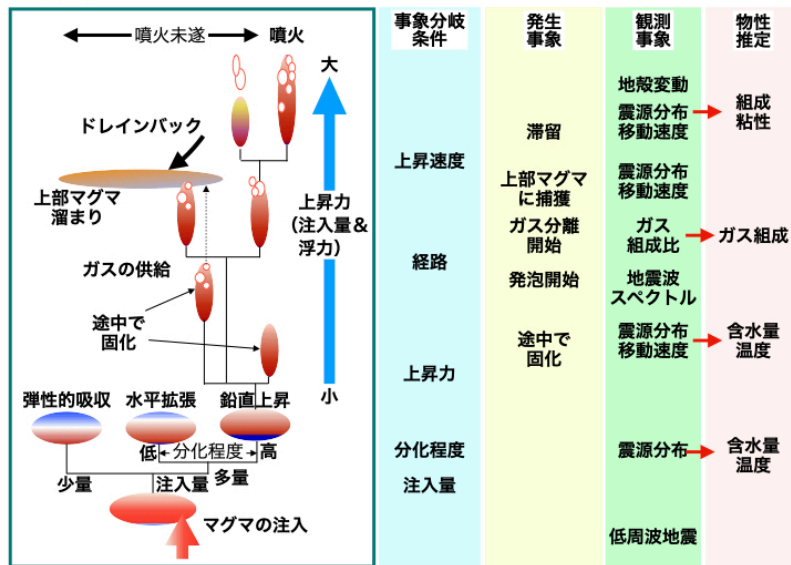 噴火未遂
噴火
大
ドレインバック
上部マグマ
溜まり
上昇力
（注入量＆
浮力）
ガスの供給
途中で
固化
小
弾性的吸収
水平拡張
鉛直上昇
低
分化程度
高
少量
注入量
多量
マグマの注入
事象分岐
条件
上昇速度
経路
上昇力
分化程度
注入量
発生
事象
滞留
上部マグマ
に捕獲
ガス分離
開始
発泡開始
途中で
固化
観測
事象
地殻変動
震源分布
移動速度
震源分布
移動速度
ガス
組成比
地震波
スペクトル
震源分布
移動速度
震源分布
低周波地震
物性
推定
組成
粘性
ガス組成
含水量
温度
含水量
温度